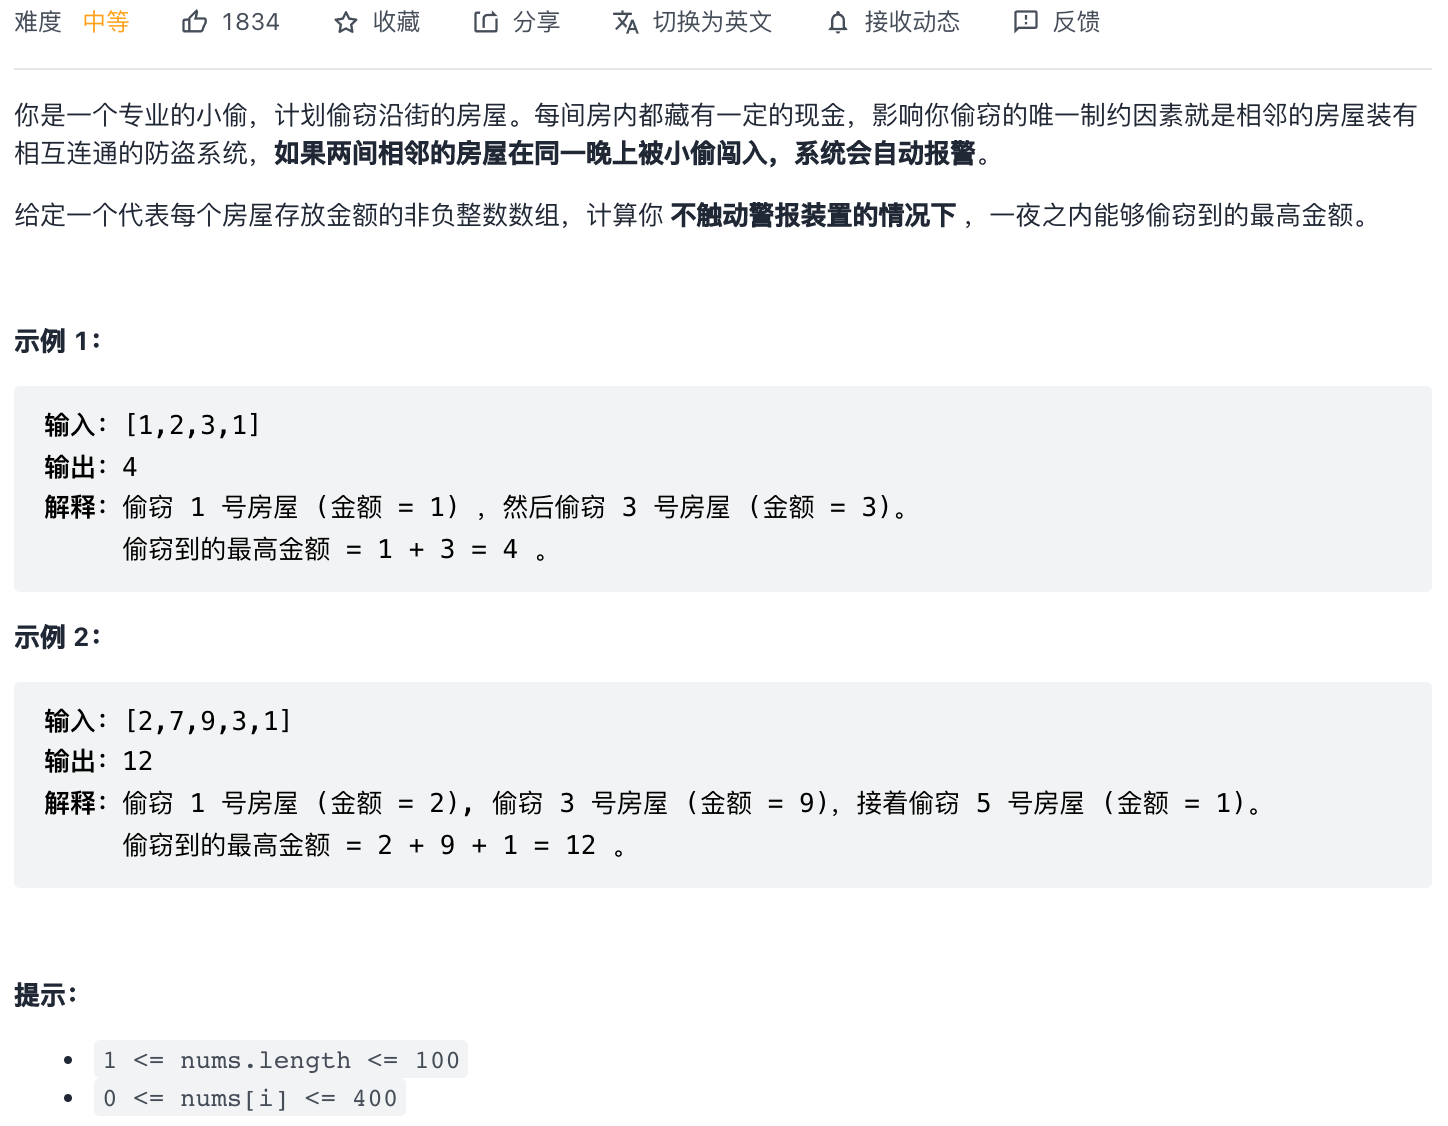 难度 中等 1834 收藏 分享 切换为英文 接收动态 反馈
你是一个专业的小偷，计划偷窃沿街的房屋。每间房内都藏有一定的现金，影响你偷窃的唯一制约因素就是相邻的房屋装有
相互连通的防盗系统，如果两间相邻的房屋在同一晚上被小偷闯入，系统会自动报警。
给定一个代表每个房屋存放金额的非负整数数组，计算你 不触动警报装置的情况下 ，一夜之内能够偷窃到的最高金额。
示例 1：
输入：[1,2,3,1]
输出：4
解释：偷窃 1 号房屋 (金额 = 1) ，然后偷窃 3 号房屋 (金额 = 3)。
偷窃到的最高金额 = 1 + 3 = 4 。
示例 2：
输入：[2,7,9,3,1]
输出：12
解释：偷窃 1 号房屋 (金额 = 2), 偷窃 3 号房屋 (金额 = 9)，接着偷窃 5 号房屋 (金额 = 1)。
偷窃到的最高金额 = 2 + 9 + 1 = 12 。
提示：
• 1 <= nums.length <= 100
• 0 <= nums[i] <= 400